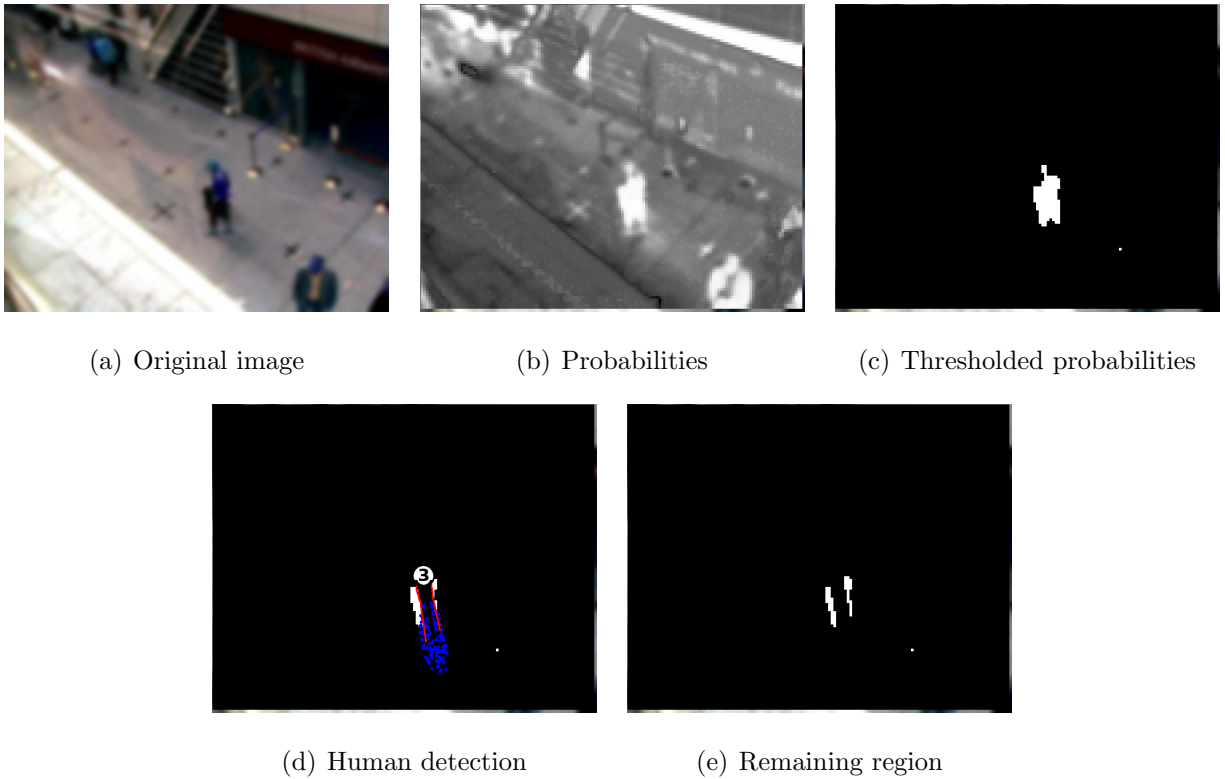 (a) Original image
(b) Probabilities
(c) Thresholded probabilities
3
(d) Human detection
(e) Remaining region